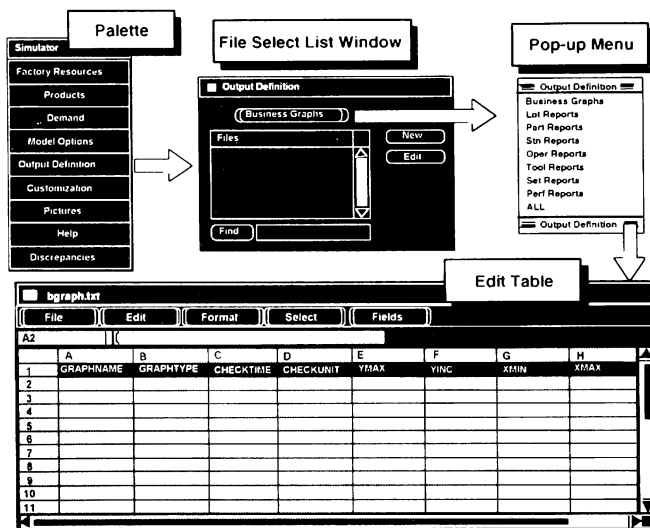 Palette
Simulator
Factory Resources
Products
Demand
Model Options
Output Definition
Customization
Pictures
Help
Discrepancies
File Select List Window
Output Definition
Business Graphs
Files
New
Edit
Find
Pop-up Menu
Output Definition
Business Graphs
Lot Reports
Part Reports
Stn Reports
Oper Reports
Tool Reports
Set Reports
Perf Reports
ALL
Output Definition
Edit Table
bgraph.txt
File Edit Format Select Fields
A2
A B C D E F G H
1 GRAPHNAME GRAPHTYPE CHECKTIME CHECKUNIT YMAX YINC XMIN XMAX
2
3
4
5
6
7
8
9
10
11